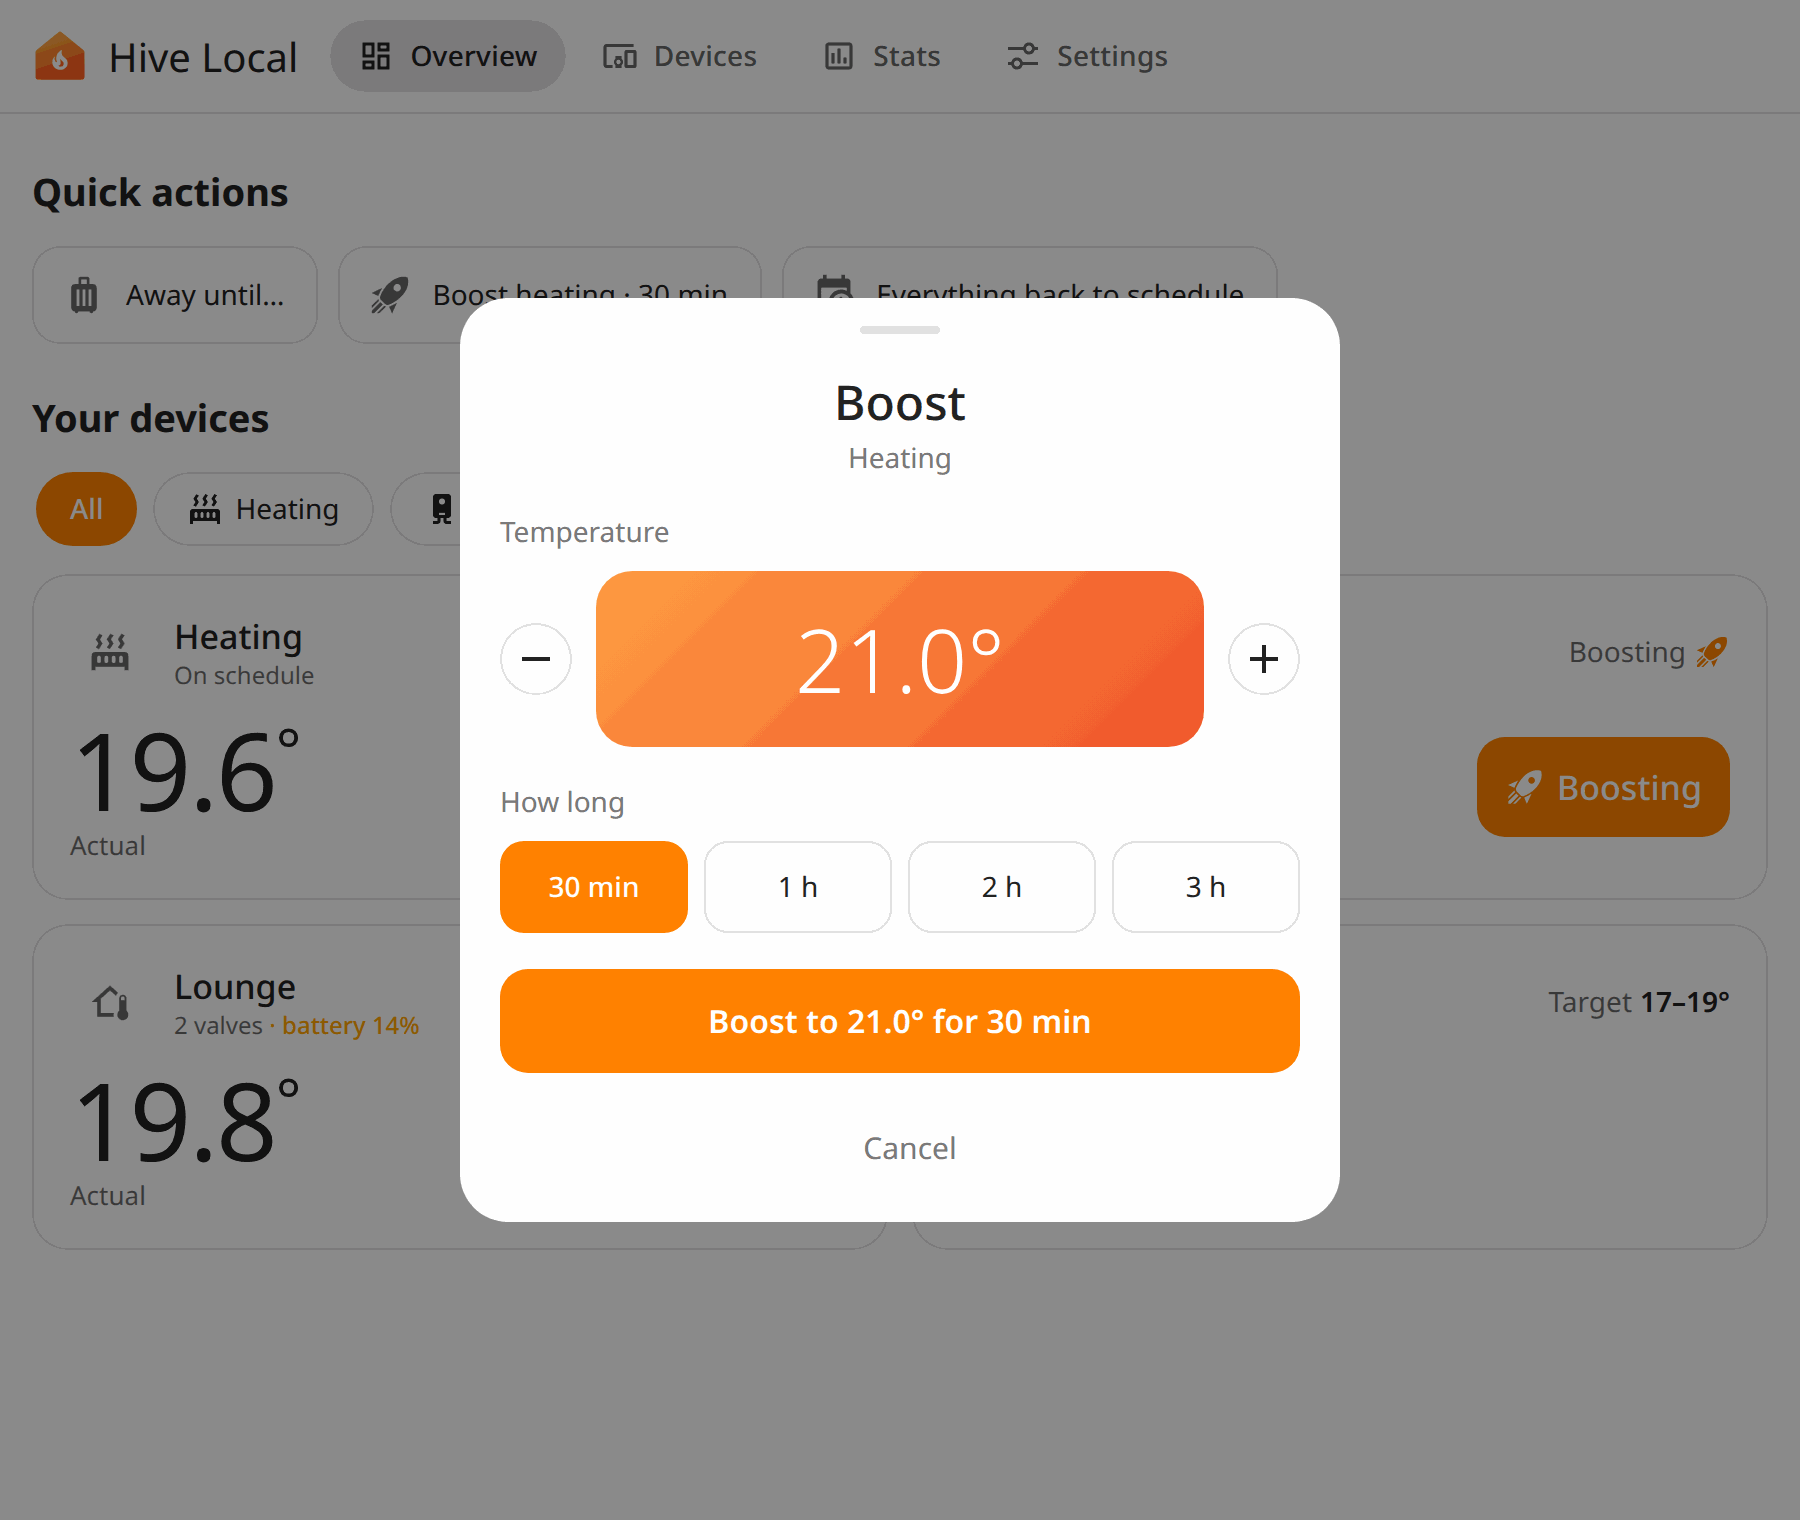 Hive Local
Overview
Devices
Stats
Settings
Quick actions
Away until...
Boost heating · 30 min
Everything back to schedule
Your devices
All
Heating
Heating
On schedule
19.6°
Actual
Boosting
Boosting
Lounge
2 valves · battery 14%
19.8°
Actual
Target 17–19°
Boost
Heating
Temperature
21.0°
How long
30 min
1 h
2 h
3 h
Boost to 21.0° for 30 min
Cancel